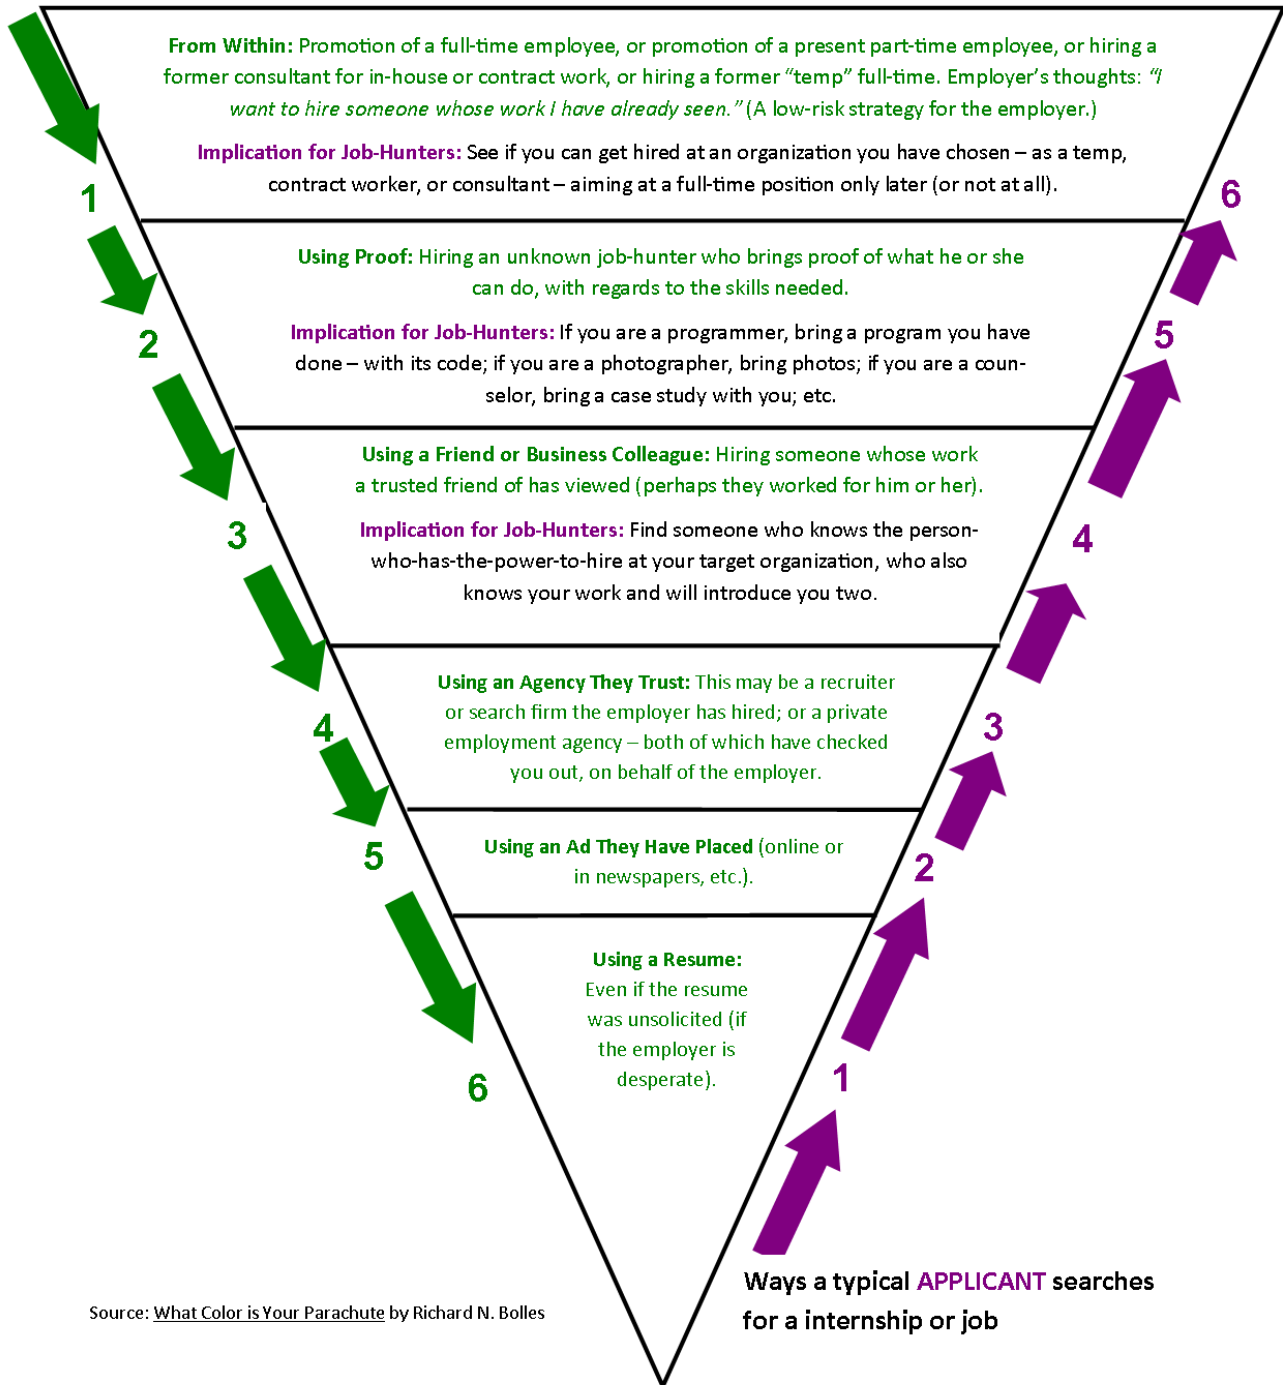 From Within: Promotion of a full-time employee, or promotion of a present part-time employee, or hiring a
former consultant for in-house or contract work, or hiring a former “temp” full-time. Employer’s thoughts: “I
want to hire someone whose work I have already seen.” (A low-risk strategy for the employer.)
Implication for Job-Hunters: See if you can get hired at an organization you have chosen – as a temp,
contract worker, or consultant – aiming at a full-time position only later (or not at all).
1
6
Using Proof: Hiring an unknown job-hunter who brings proof of what he or she
can do, with regards to the skills needed.
Implication for Job-Hunters: If you are a programmer, bring a program you have
done – with its code; if you are a photographer, bring photos; if you are a coun-
selor, bring a case study with you; etc.
2
5
Using a Friend or Business Colleague: Hiring someone whose work
a trusted friend of has viewed (perhaps they worked for him or her).
Implication for Job-Hunters: Find someone who knows the person-
who-has-the-power-to-hire at your target organization, who also
knows your work and will introduce you two.
3
4
Using an Agency They Trust: This may be a recruiter
or search firm the employer has hired; or a private
employment agency – both of which have checked
you out, on behalf of the employer.
4
3
Using an Ad They Have Placed (online or
in newspapers, etc.).
5
2
Using a Resume:
Even if the resume
was unsolicited (if
the employer is
desperate).
6
1
Ways a typical APPLICANT searches
for a internship or job
Source: What Color is Your Parachute by Richard N. Bolles